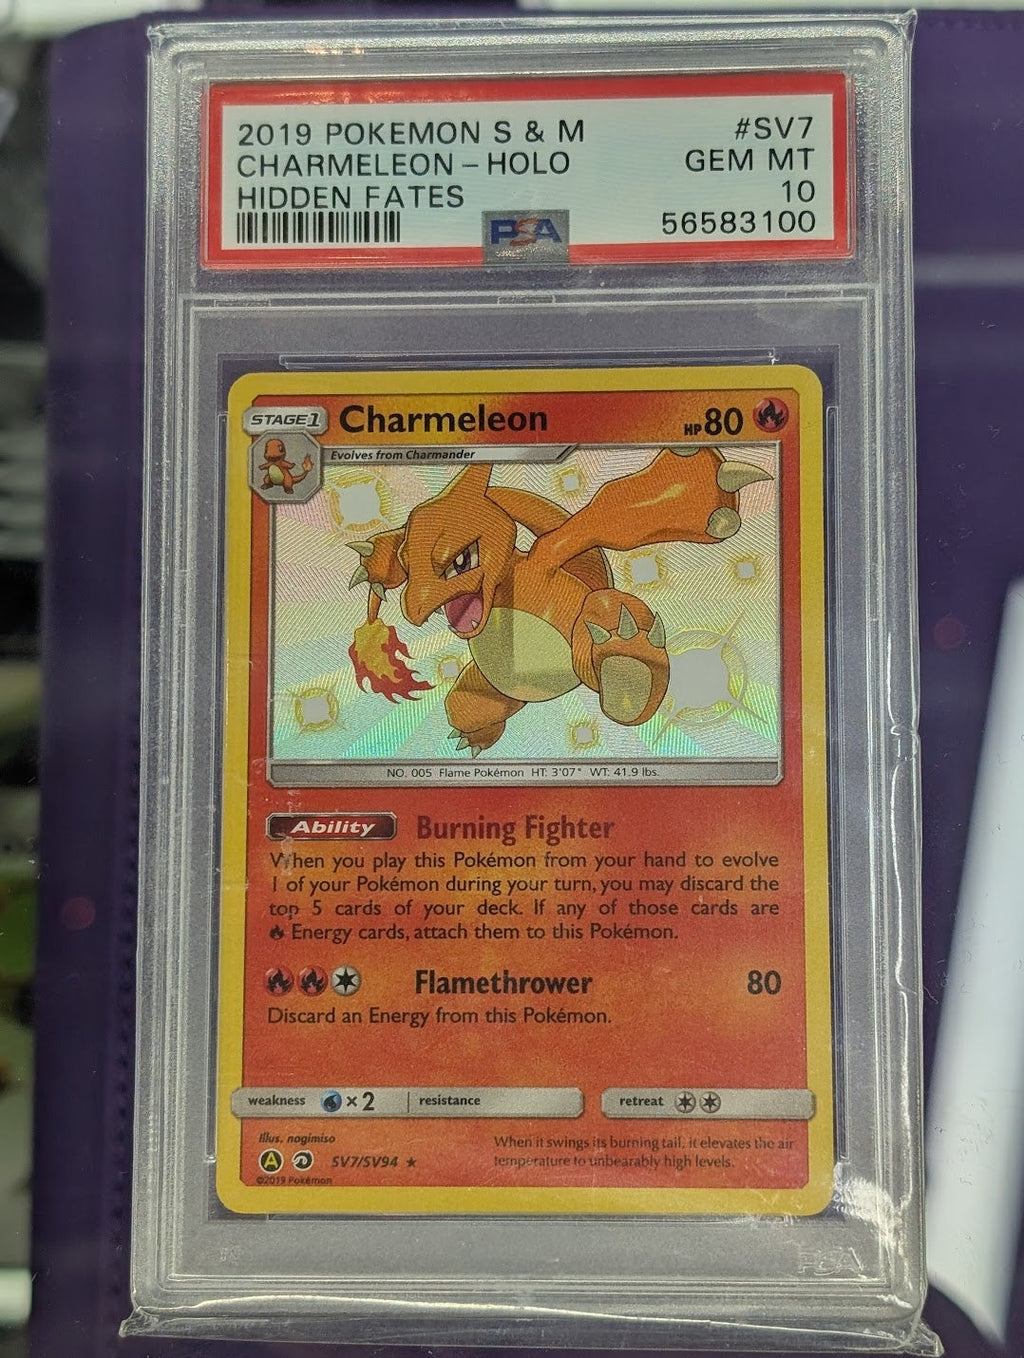 2019 POKEMON S & M #SV7
CHARMELEON - HOLO GEM MT
HIDDEN FATES 10
56583100
PSA
STAGE 1 Charmeleon HP 80
Evolves from Charmander
NO. 005 Flame Pokémon HT: 3'07" WT: 41.9 lbs.
Ability Burning Fighter
When you play this Pokémon from your hand to evolve
1 of your Pokémon during your turn, you may discard the
top 5 cards of your deck. If any of those cards are
Energy cards, attach them to this Pokémon.
Flamethrower 80
Discard an Energy from this Pokémon.
weakness ×2 resistance retreat
Illus. nagimiso
When it swings its burning tail, it elevates the air
temperature to unbearably high levels.
A SV7/SV94 ★
©2019 Pokémon
PSA